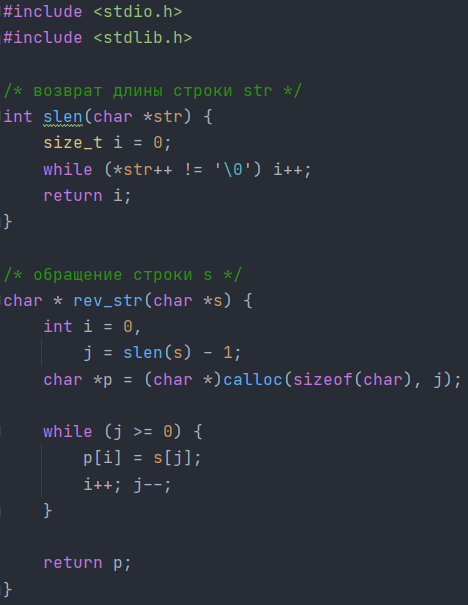 #include <stdio.h>
#include <stdlib.h>

/* возврат длины строки str */
int slen(char *str) {
    size_t i = 0;
    while (*str++ != '\0') i++;
    return i;
}

/* обращение строки s */
char * rev_str(char *s) {
    int i = 0,
        j = slen(s) - 1;
    char *p = (char *)calloc(sizeof(char), j);

    while (j >= 0) {
        p[i] = s[j];
        i++; j--;
    }

    return p;
}